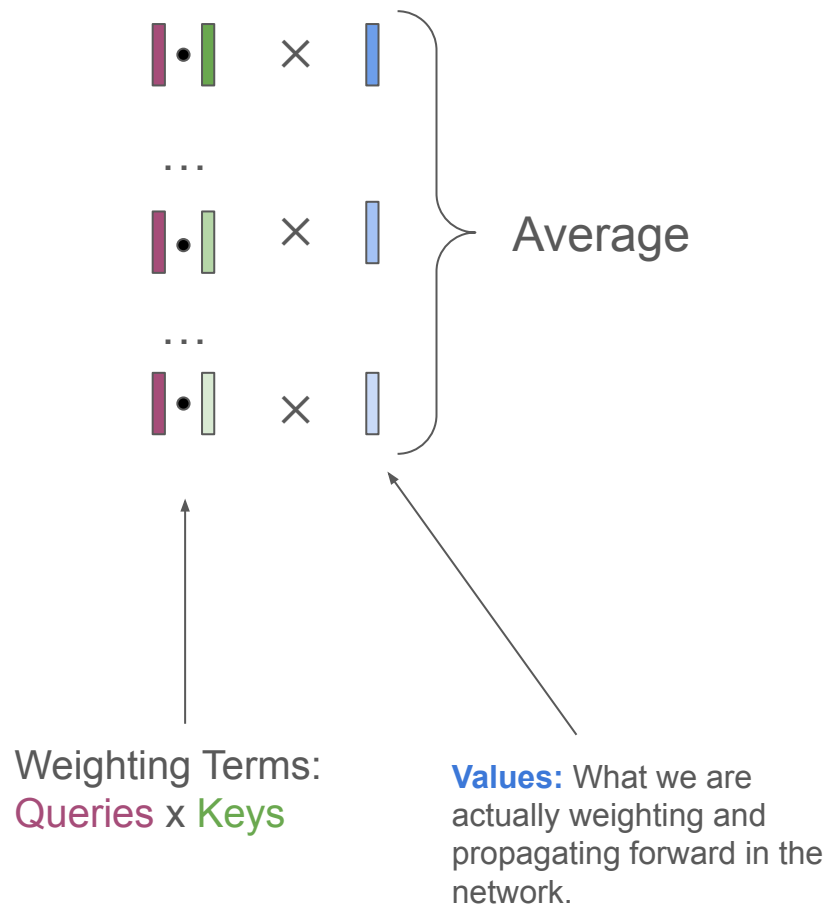 ...
Average
...
Weighting Terms:
Queries x Keys
Values: What we are
actually weighting and
propagating forward in the
network.